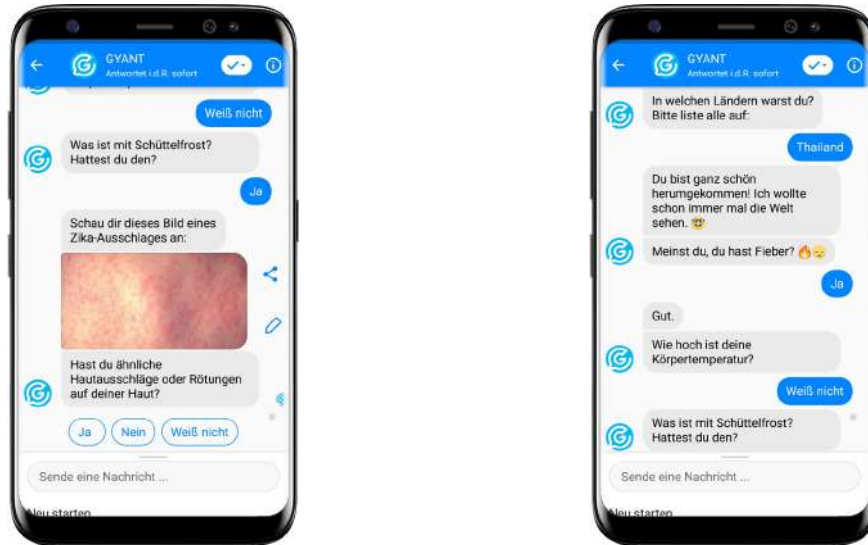 GYANT
Antwortet i.d.R. sofort
Weiß nicht
Was ist mit Schüttelfrost?
Hattest du den?
Ja
Schau dir dieses Bild eines
Zika-Ausschlages an:
Hast du ähnliche
Hautausschläge oder Rötungen
auf deiner Haut?
Ja
Nein
Weiß nicht
Sende eine Nachricht ...
Neu starten
GYANT
Antwortet i.d.R. sofort
In welchen Ländern warst du?
Bitte liste alle auf:
Thailand
Du bist ganz schön
herumgekommen! Ich wollte
schon immer mal die Welt
sehen. 🤓
Meinst du, du hast Fieber? 🔥😥
Ja
Gut.
Wie hoch ist deine
Körpertemperatur?
Weiß nicht
Was ist mit Schüttelfrost?
Hattest du den?
Sende eine Nachricht ...
Neu starten